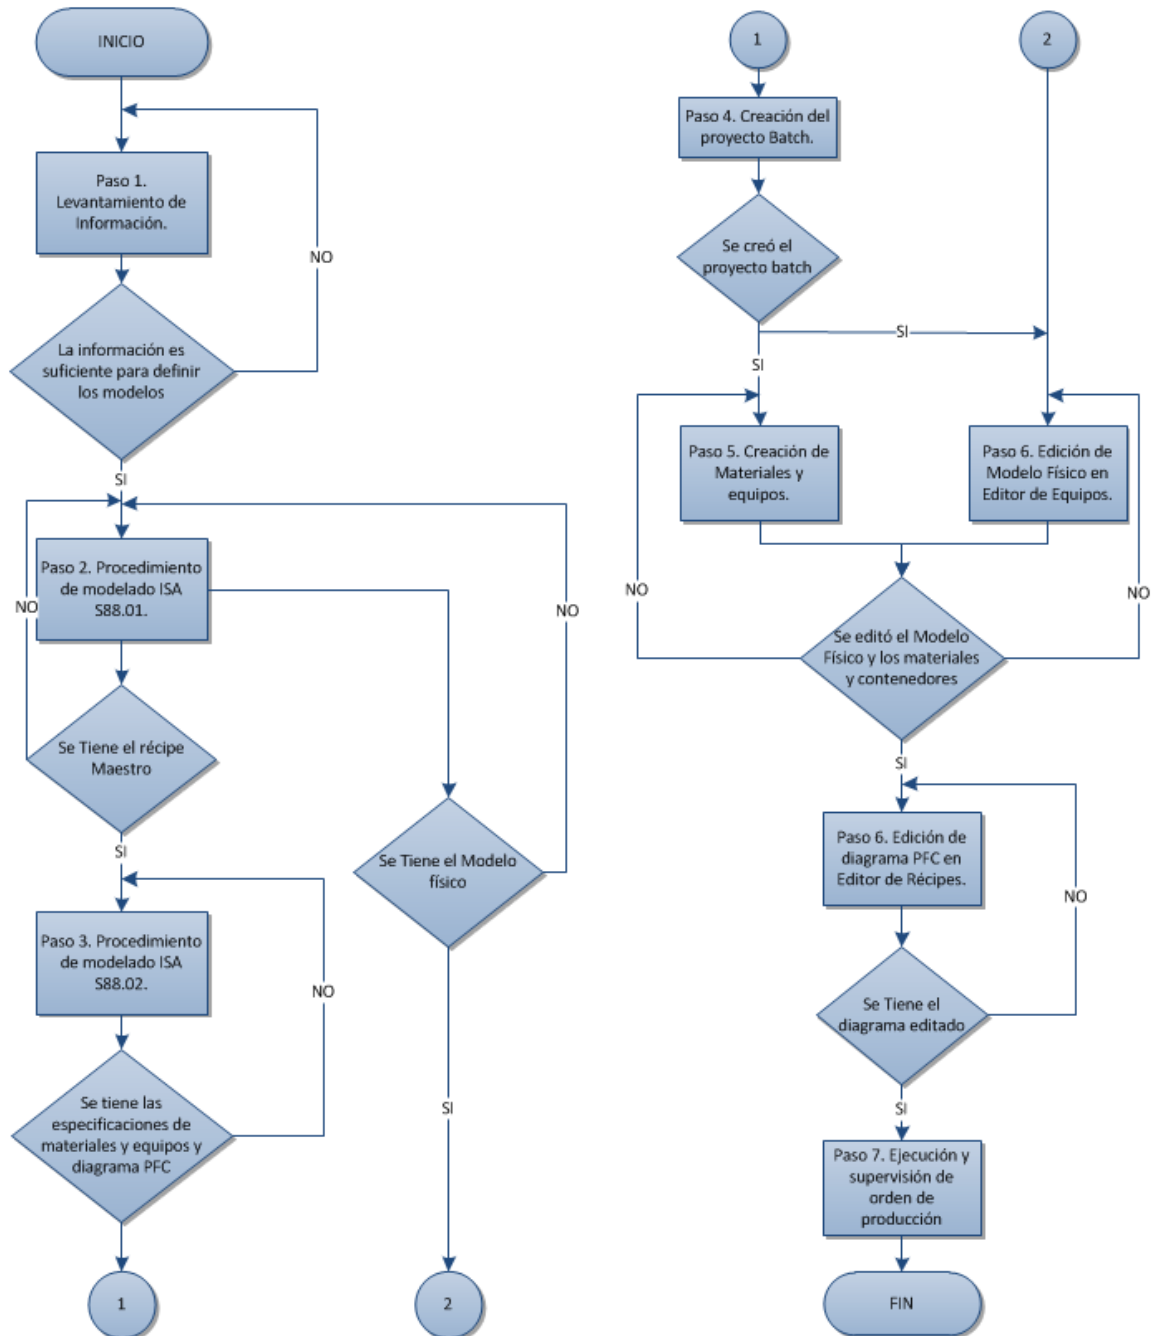 INICIO
Paso 1.
Levantamiento de
Información.
NO
La información es
suficiente para definir
los modelos
SI
Paso 2. Procedimiento
de modelado ISA
S88.01.
NO
NO
Se Tiene el récipe
Maestro
SI
Se Tiene el Modelo
físico
Paso 3. Procedimiento
de modelado ISA
S88.02.
NO
Se tiene las
especificaciones de
materiales y equipos y
diagrama PFC
SI
1
2
1
2
Paso 4. Creación del
proyecto Batch.
Se creó el
proyecto batch
SI
SI
Paso 5. Creación de
Materiales y
equipos.
Paso 6. Edición de
Modelo Físico en
Editor de Equipos.
NO
NO
Se editó el Modelo
Físico y los materiales
y contenedores
SI
Paso 6. Edición de
diagrama PFC en
Editor de Récipes.
NO
Se Tiene el
diagrama editado
SI
Paso 7. Ejecución y
supervisión de
orden de
producción
FIN